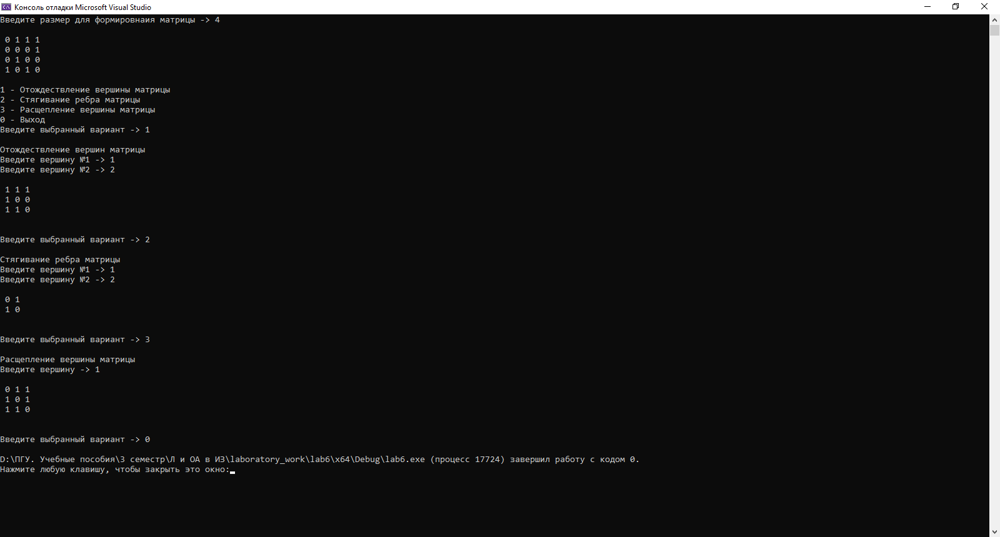 Консоль отладки Microsoft Visual Studio
Введите размер для формировнаия матрицы -> 4
0 1 1 1
0 0 0 1
0 1 0 0
1 0 1 0
1 - Отождествление вершины матрицы
2 - Стягивание ребра матрицы
3 - Расщепление вершины матрицы
0 - Выход
Введите выбранный вариант -> 1
Отождествление вершин матрицы
Введите вершину №1 -> 1
Введите вершину №2 -> 2
1 1 1
1 0 0
1 1 0
Введите выбранный вариант -> 2
Стягивание ребра матрицы
Введите вершину №1 -> 1
Введите вершину №2 -> 2
0 1
1 0
Введите выбранный вариант -> 3
Расщепление вершины матрицы
Введите вершину -> 1
0 1 1
1 0 1
1 1 0
Введите выбранный вариант -> 0
D:\ПГУ. Учебные пособия\3 семестр\Л и ОА в ИЗ\laboratory_work\lab6\x64\Debug\lab6.exe (процесс 17724) завершил работу с кодом 0.
Нажмите любую клавишу, чтобы закрыть это окно: